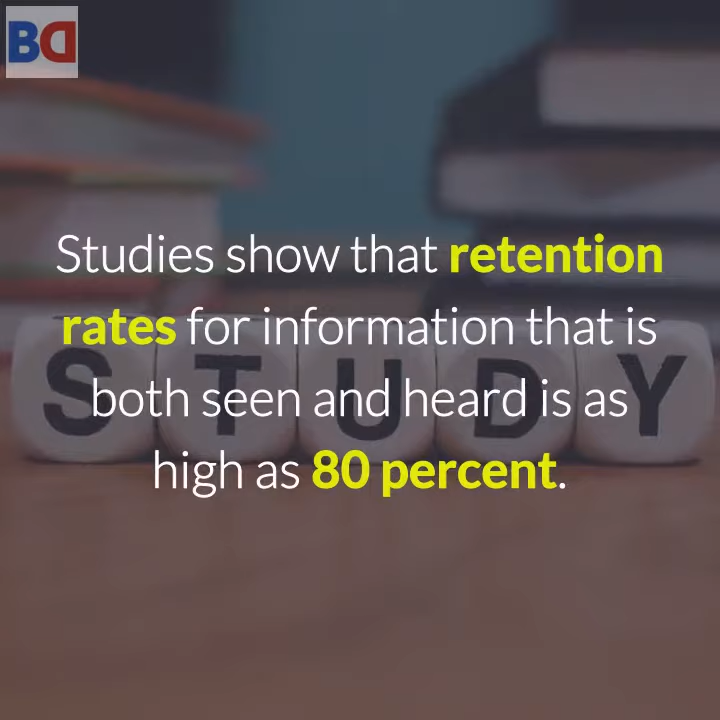 BD
Studies show that retention
rates for information that is
both seen and heard is as
high as 80 percent.
STUDY